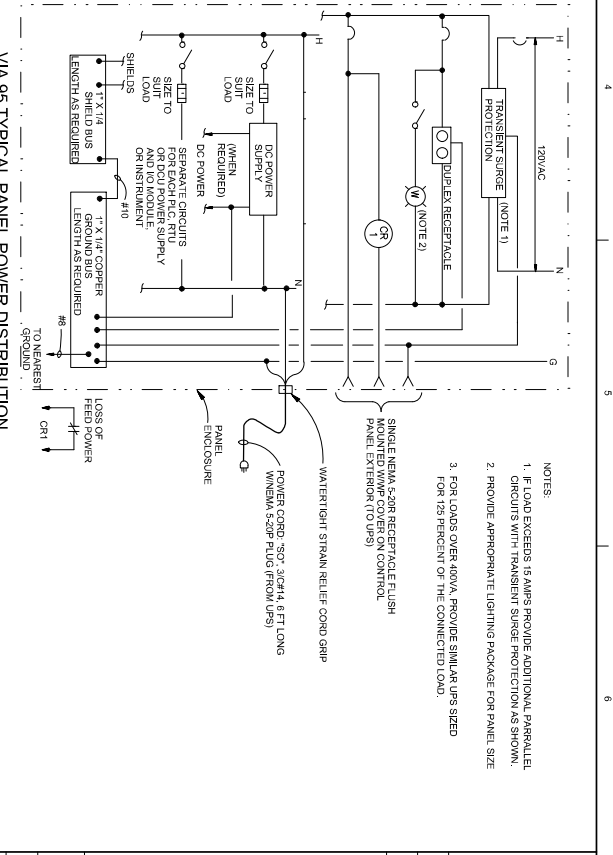 4
5
6
H
120VAC
N
G
TRANSIENT SURGE
PROTECTION
(NOTE 1)
DUPLEX RECEPTACLE
W
(NOTE 2)
CR
1
H
N
DC POWER
SUPPLY
SIZE TO
SUIT
LOAD
(WHEN
REQUIRED)
DC POWER
SIZE TO
SUIT
LOAD
SEPARATE CIRCUITS
FOR EACH PLC, RTU
OR DCU POWER SUPPLY
AND I/O MODULE,
OR INSTRUMENT
SHIELDS
1" X 1/4
SHIELD BUS
LENGTH AS REQUIRED
#10
1" X 1/4" COPPER
GROUND BUS
LENGTH AS REQUIRED
#8
TO NEAREST
GROUND
SINGLE NEMA 5-20R RECEPTACLE FLUSH
MOUNTED W/WP COVER ON CONTROL
PANEL EXTERIOR (TO UPS)
WATERTIGHT STRAIN RELIEF CORD GRIP
POWER CORD: "SO", 3/C#14, 6 FT LONG
W/NEMA 5-20P PLUG (FROM UPS)
PANEL
ENCLOSURE
LOSS OF
FEED POWER
CR1
NOTES:
1. IF LOAD EXCEEDS 15 AMPS PROVIDE ADDITIONAL PARRALLEL
CIRCUITS WITH TRANSIENT SURGE PROTECTION AS SHOWN.
2. PROVIDE APPROPRIATE LIGHTING PACKAGE FOR PANEL SIZE
3. FOR LOADS OVER 400VA, PROVIDE SIMILAR UPS SIZED
FOR 125 PERCENT OF THE CONNECTED LOAD.
VIA 95 TYPICAL PANEL POWER DISTRIBUTION